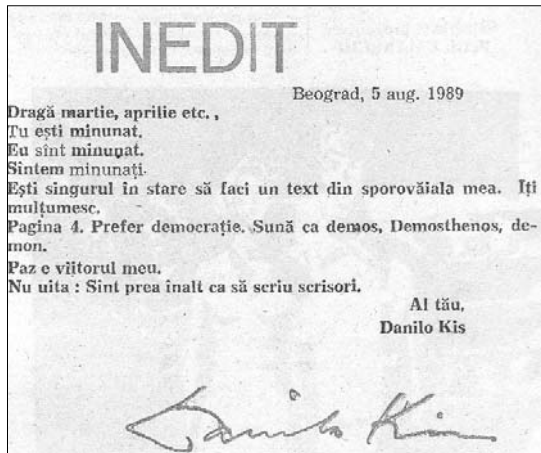 INEDIT
Beograd, 5 aug. 1989
Dragă martie, aprilie etc.,
Tu ești minunat.
Eu sînt minunat.
Sintem minunați.
Ești singurul în stare să faci un text din sporovăiala mea. Iți
mulțumesc.
Pagina 4. Prefer democrație. Sună ca demos, Demosthenos, de-
mon.
Paz e viitorul meu.
Nu uita : Sint prea inalt ca să scriu scrisori.
Al tău,
Danilo Kis
Danilo Kiš